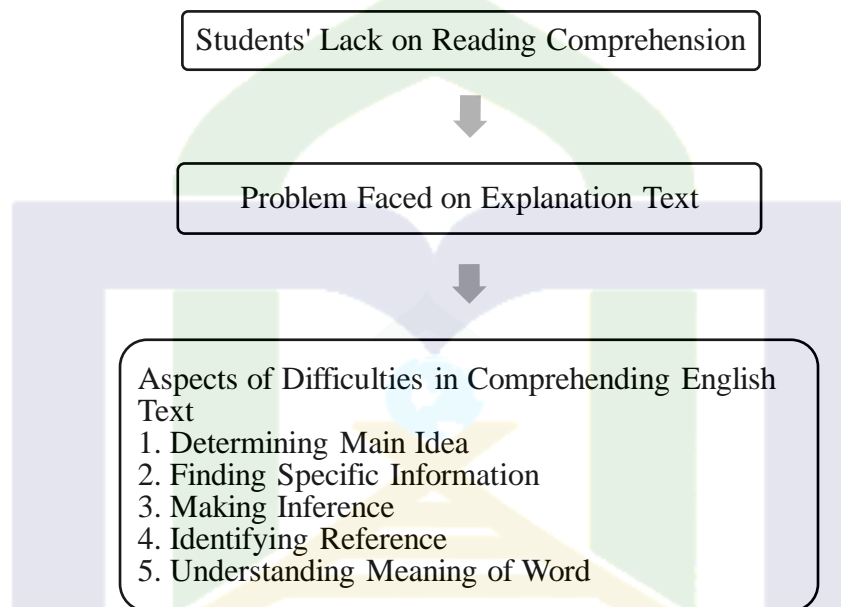 Students' Lack on Reading Comprehension
Problem Faced on Explanation Text
Aspects of Difficulties in Comprehending English
Text
1. Determining Main Idea
2. Finding Specific Information
3. Making Inference
4. Identifying Reference
5. Understanding Meaning of Word